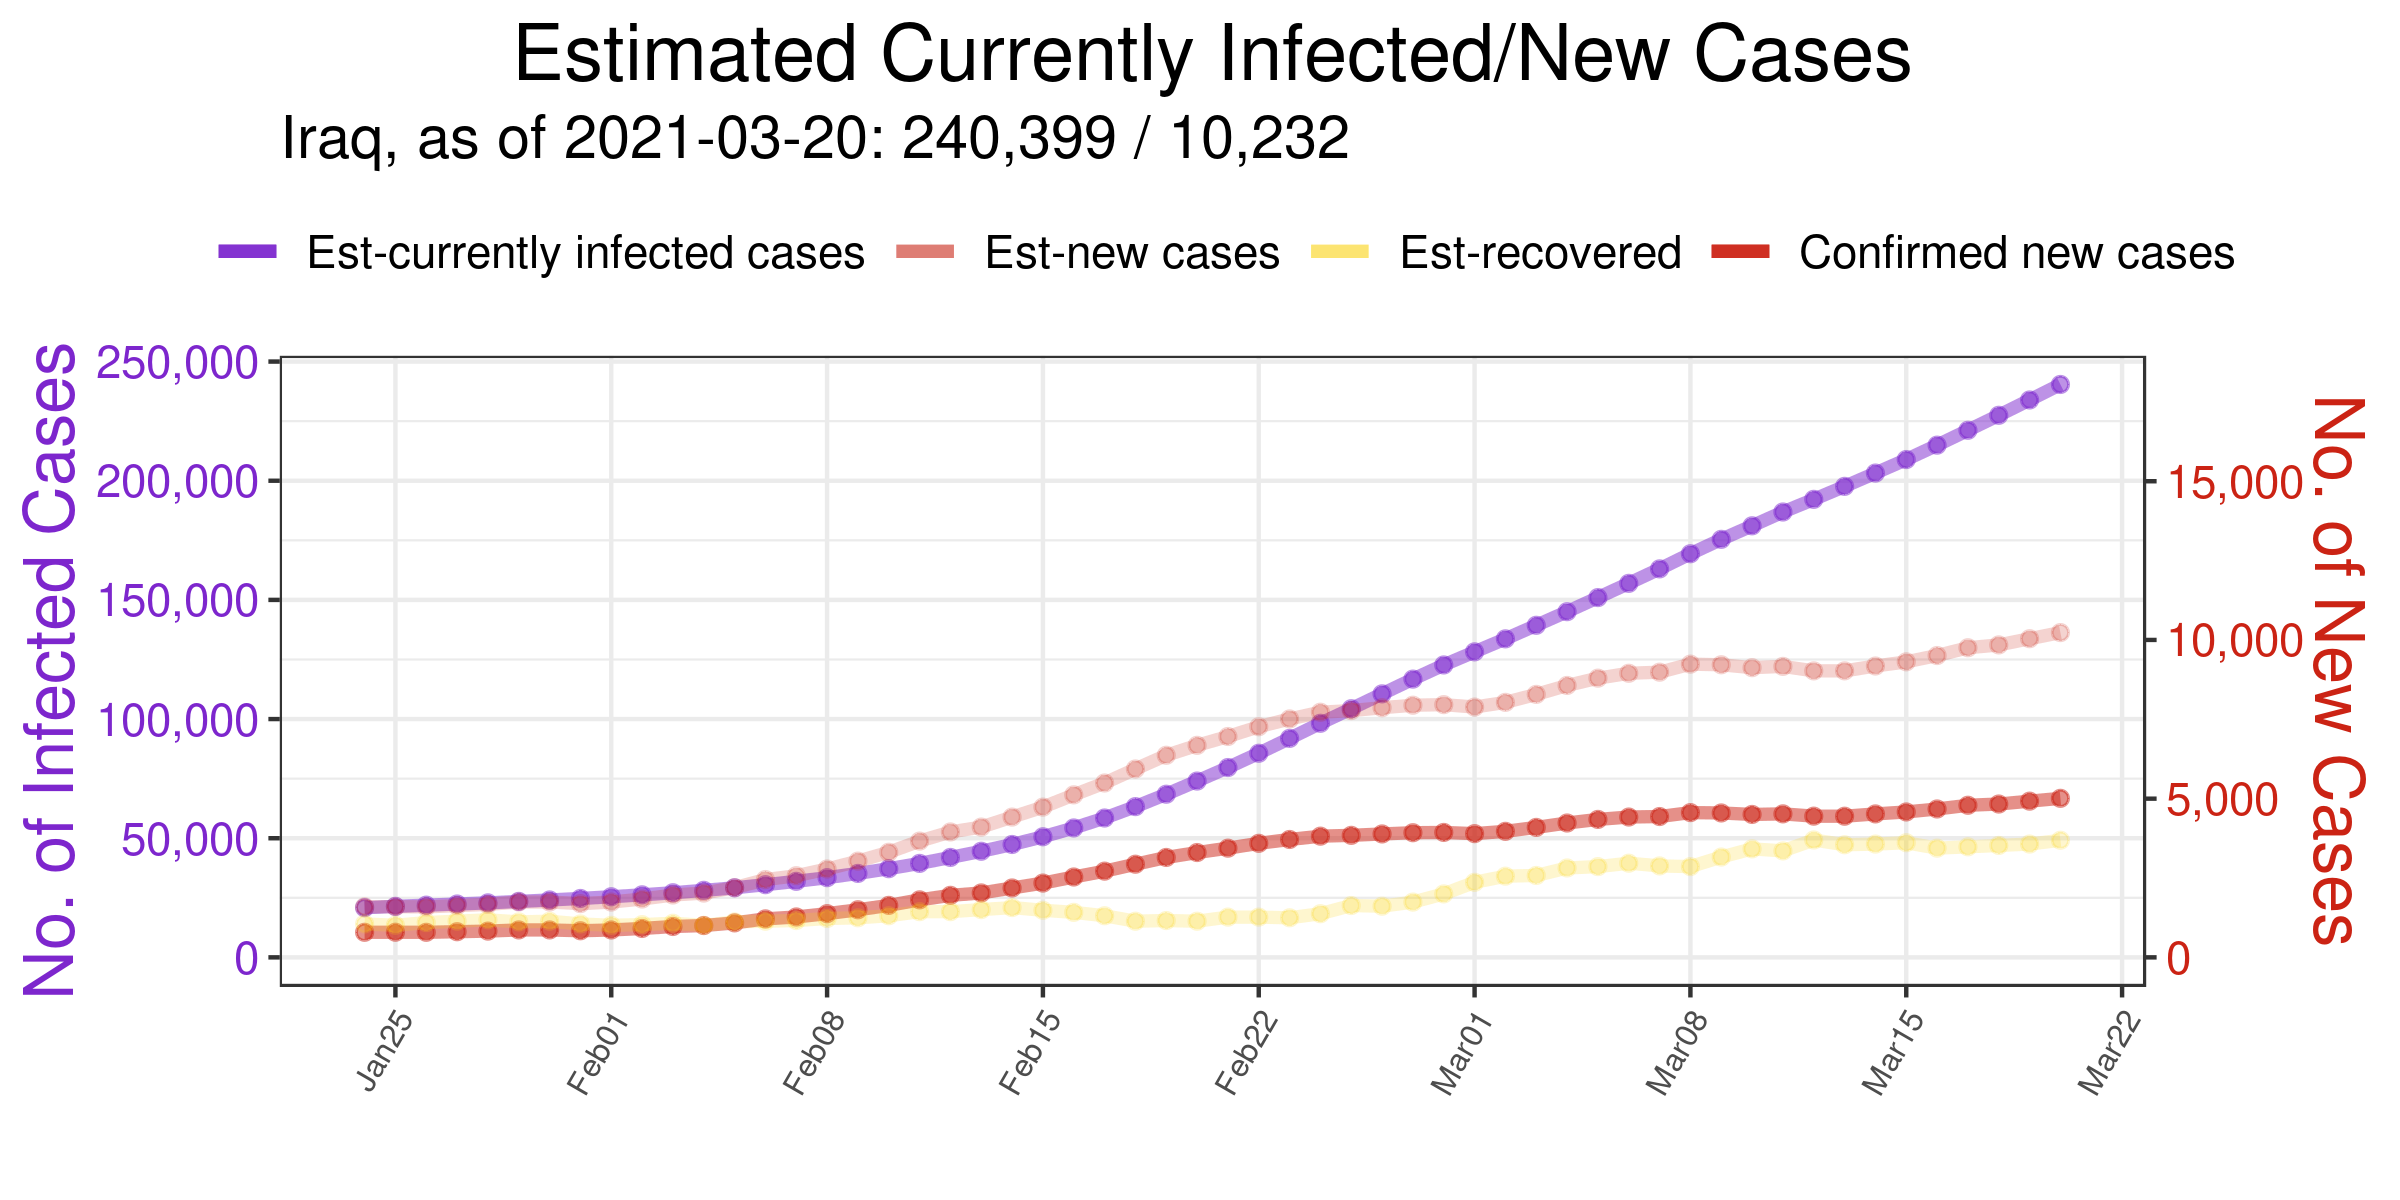 Estimated Currently Infected/New Cases
Iraq, as of 2021-03-20: 240,399 / 10,232
Est-currently infected cases Est-new cases Est-recovered Confirmed new cases
No. of Infected Cases
250,000
200,000
150,000
100,000
50,000
0
15,000
10,000
5,000
0
No. of New Cases
Jan25 Feb01 Feb08 Feb15 Feb22 Mar01 Mar08 Mar15 Mar22